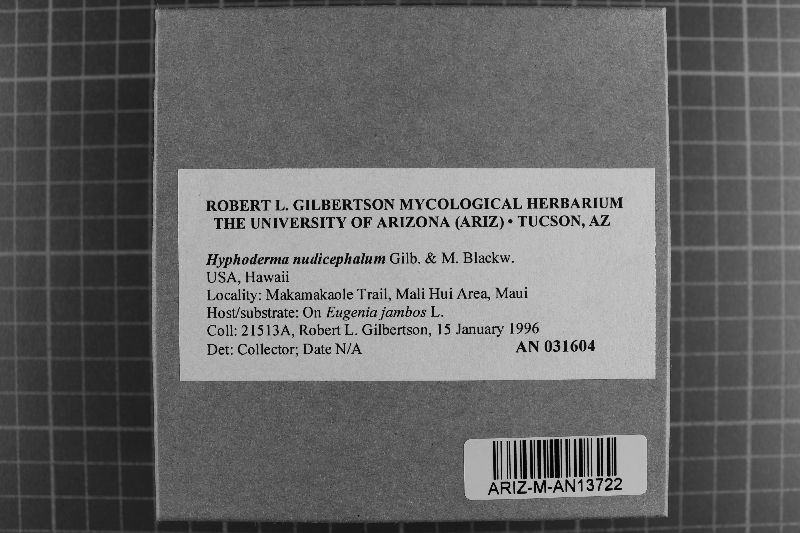 ROBERT L. GILBERTSON MYCOLOGICAL HERBARIUM
THE UNIVERSITY OF ARIZONA (ARIZ) • TUCSON, AZ
Hyphoderma nudicephalum Gilb. & M. Blackw.
USA, Hawaii
Locality: Makamakaole Trail, Mali Hui Area, Maui
Host/substrate: On Eugenia jambos L.
Coll: 21513A, Robert L. Gilbertson, 15 January 1996
Det: Collector; Date N/A AN 031604
ARIZ-M-AN13722